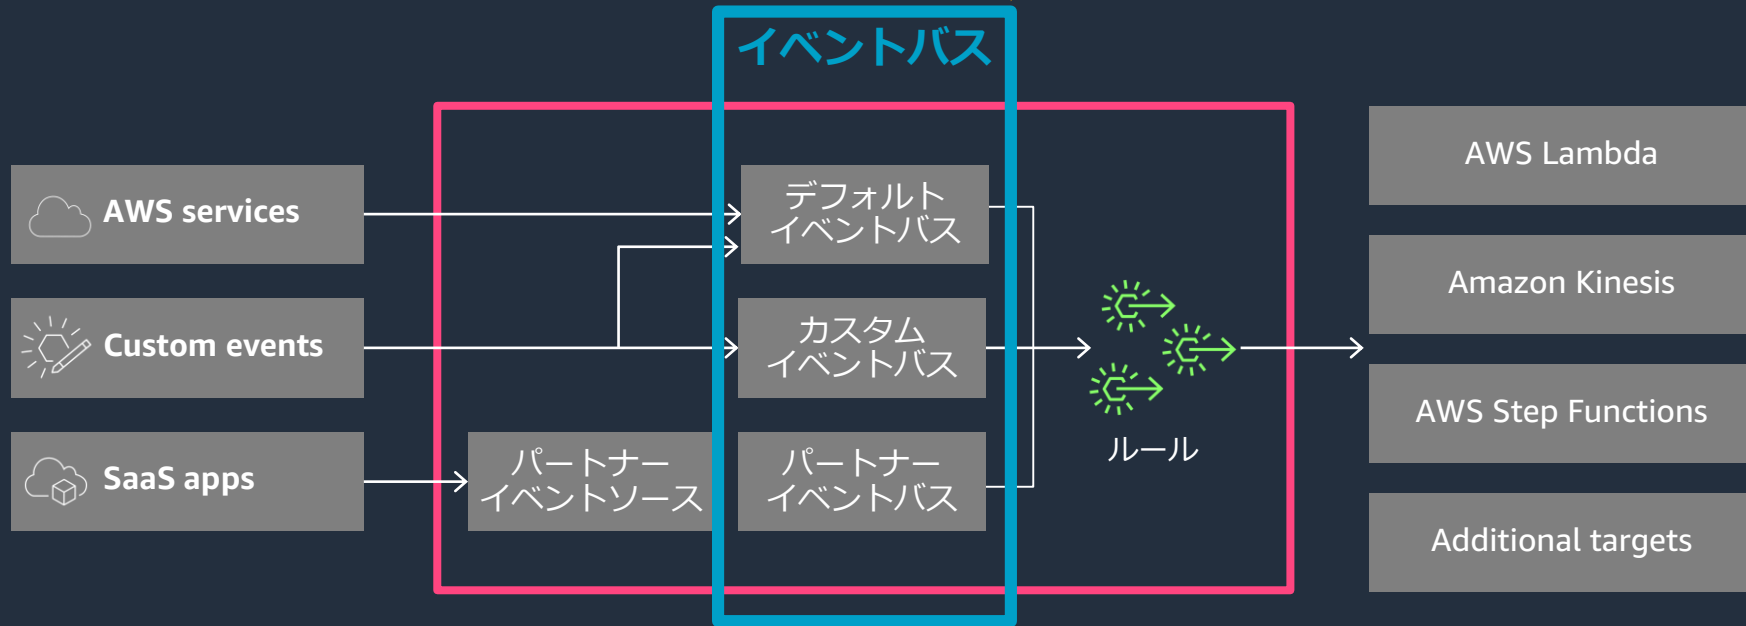 イベントバス
AWS services
Custom events
SaaS apps
パートナー
イベントソース
デフォルト
イベントバス
カスタム
イベントバス
パートナー
イベントバス
ルール
AWS Lambda
Amazon Kinesis
AWS Step Functions
Additional targets